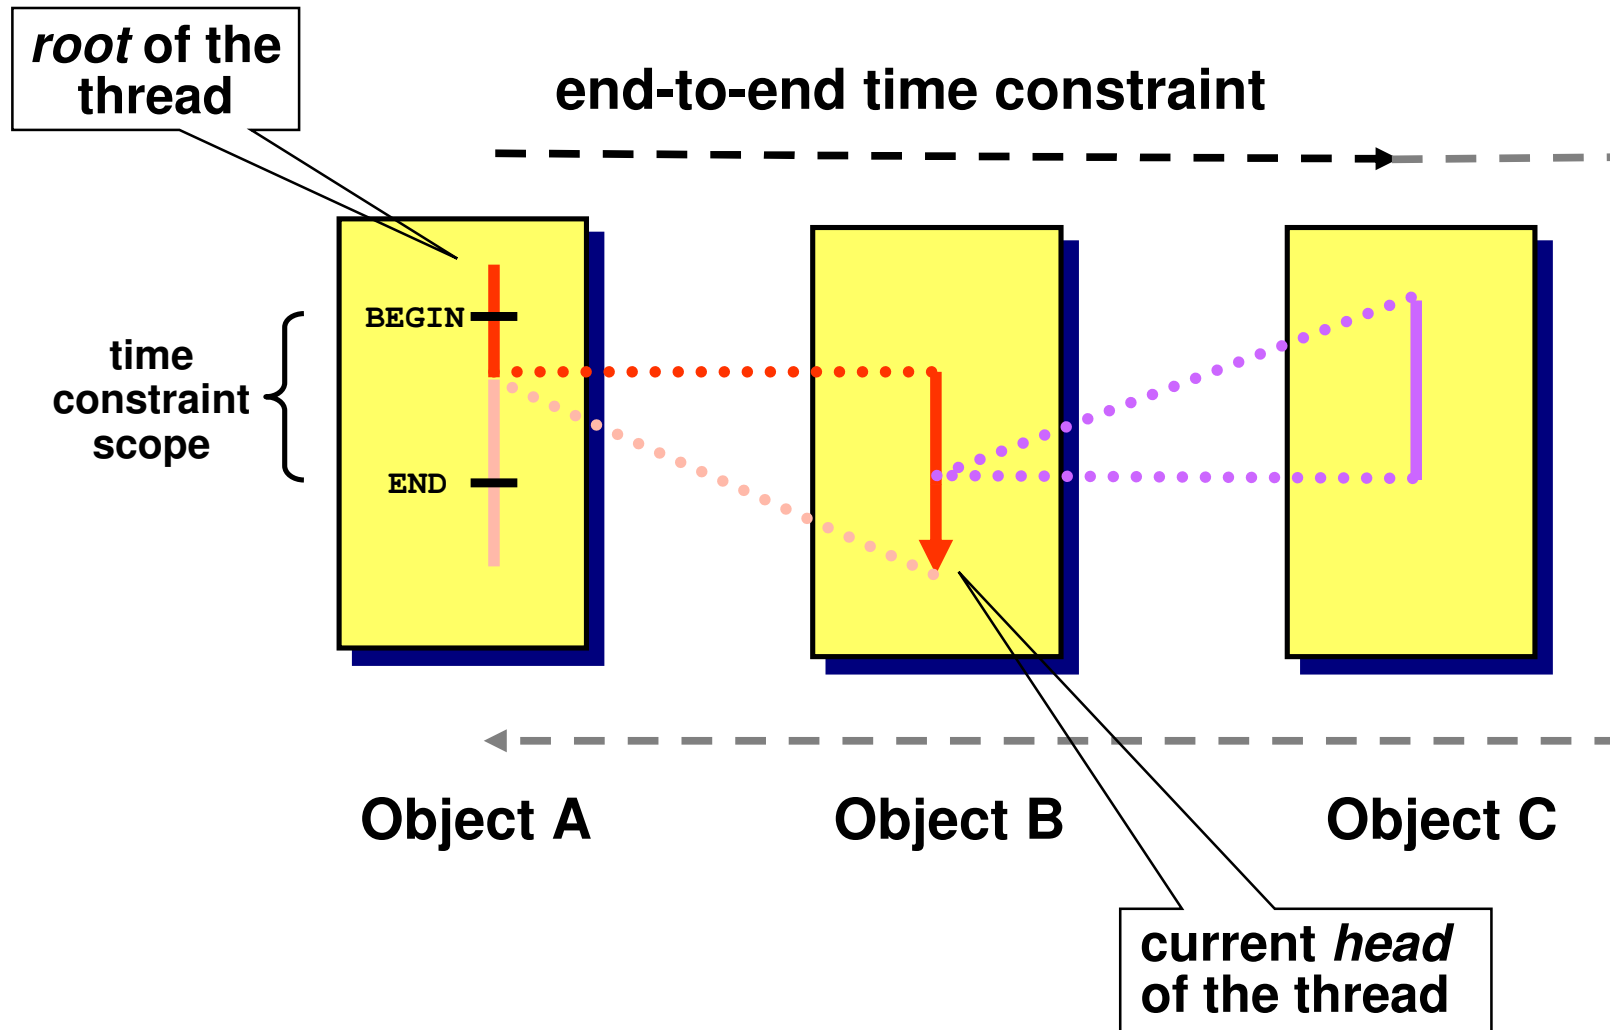 root of the
thread
end-to-end time constraint
BEGIN
time
constraint
scope
END
Object A
Object B
Object C
current head
of the thread